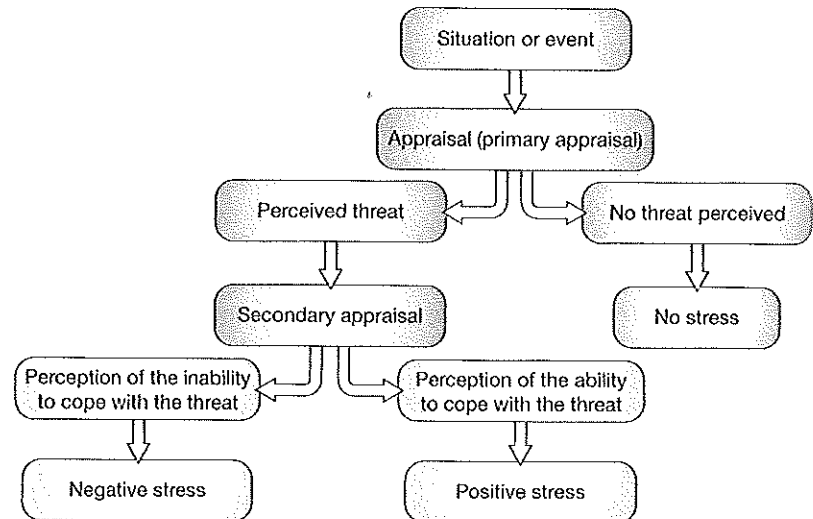 Situation or event
Appraisal (primary appraisal)
Perceived threat
No threat perceived
Secondary appraisal
No stress
Perception of the inability
to cope with the threat
Perception of the ability
to cope with the threat
Negative stress
Positive stress